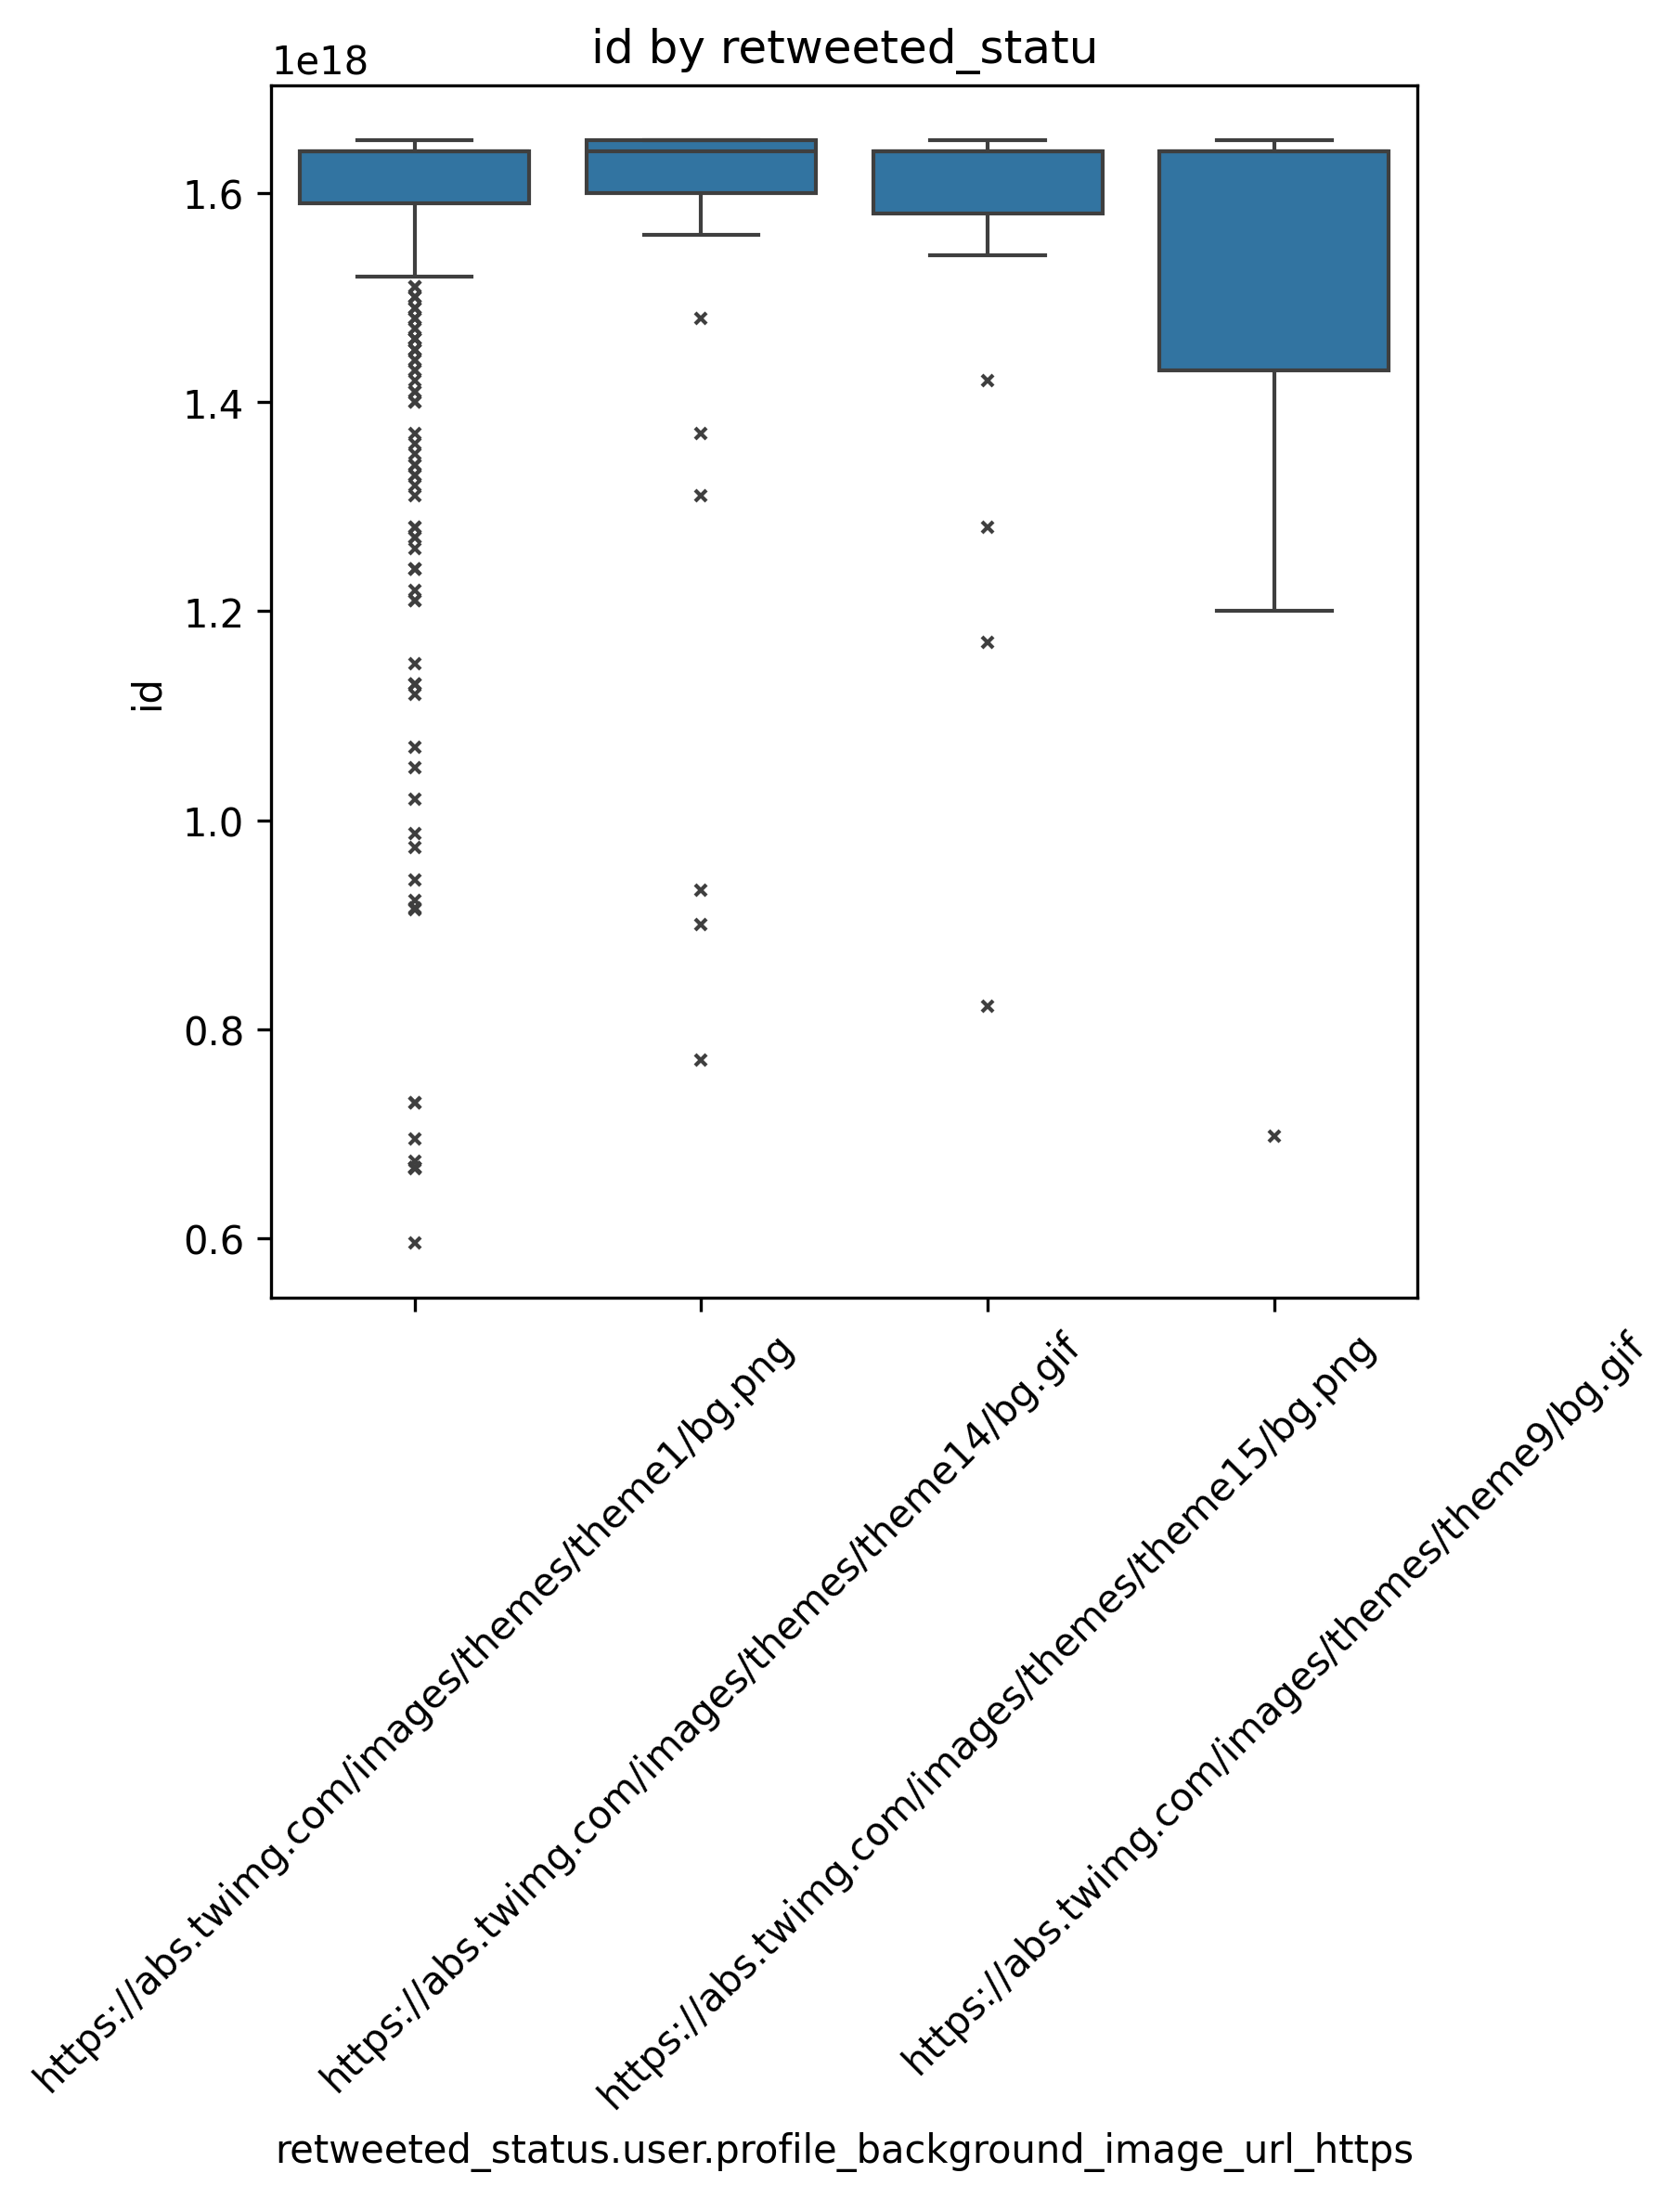 id by retweeted_statu
1e18
1.6
1.4
1.2
1.0
0.8
0.6
id
https://abs.twimg.com/images/themes/theme1/bg.png
https://abs.twimg.com/images/themes/theme14/bg.gif
https://abs.twimg.com/images/themes/theme15/bg.png
https://abs.twimg.com/images/themes/theme9/bg.gif
retweeted_status.user.profile_background_image_url_https